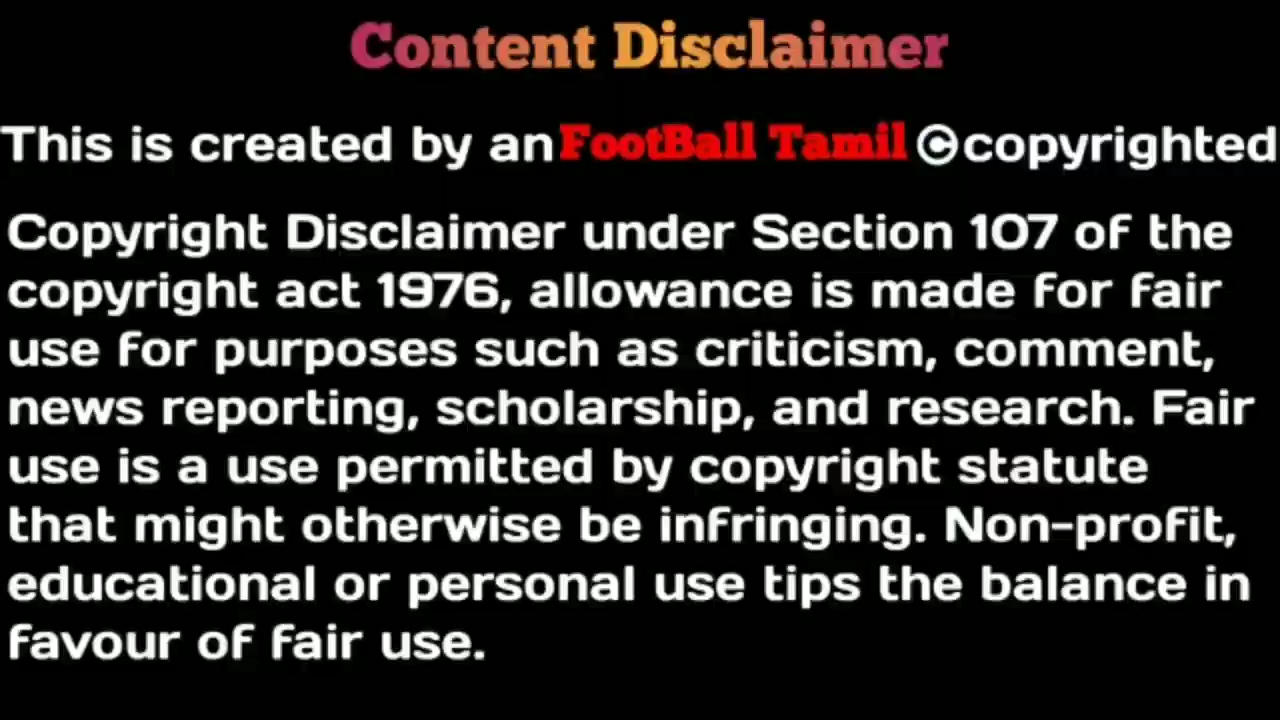 Content Disclaimer
This is created by an FootBall Tamil ©copyrighted
Copyright Disclaimer under Section 107 of the
copyright act 1976, allowance is made for fair
use for purposes such as criticism, comment,
news reporting, scholarship, and research. Fair
use is a use permitted by copyright statute
that might otherwise be infringing. Non-profit,
educational or personal use tips the balance in
favour of fair use.